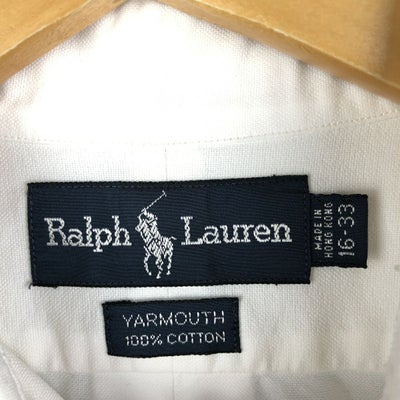 Ralph Lauren
MADE IN
HONG KONG
16-33
YARMOUTH
100% COTTON